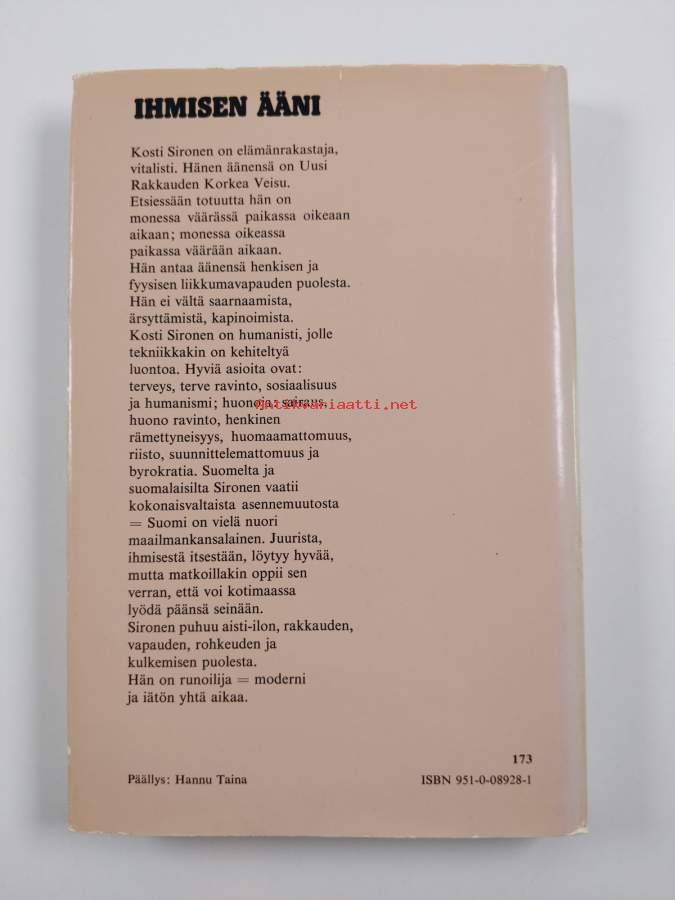 IHMISEN ÄÄNI
Kosti Sironen on elämänrakastaja,
vitalisti. Hänen äänensä on Uusi
Rakkauden Korkea Veisu.
Etsiessään totuutta hän on
monessa väärässä paikassa oikeaan
aikaan; monessa oikeassa
paikassa väärään aikaan.
Hän antaa äänensä henkisen ja
fyysisen liikkumavapauden puolesta.
Hän ei vältä saarnaamista,
ärsyttämistä, kapinoimista.
Kosti Sironen on humanisti, jolle
tekniikkakin on kehiteltyä
luontoa. Hyviä asioita ovat:
terveys, terve ravinto, sosiaalisuus
ja humanismi; huonoja, sairaus,
antikvariaatti.net
huono ravinto, henkinen
rämettyneisyys, huomaamattomuus,
riisto, suunnittelemattomuus ja
byrokratia. Suomelta ja
suomalaisilta Sironen vaatii
kokonaisvaltaista asennemuutosta
= Suomi on vielä nuori
maailmankansalainen. Juurista,
ihmisestä itsestään, löytyy hyvää,
mutta matkoillakin oppii sen
verran, että voi kotimaassa
lyödä päänsä seinään.
Sironen puhuu aisti-ilon, rakkauden,
vapauden, rohkeuden ja
kulkemisen puolesta.
Hän on runoilija = moderni
ja iätön yhtä aikaa.
173
Päällys: Hannu Taina
ISBN 951-0-08928-1